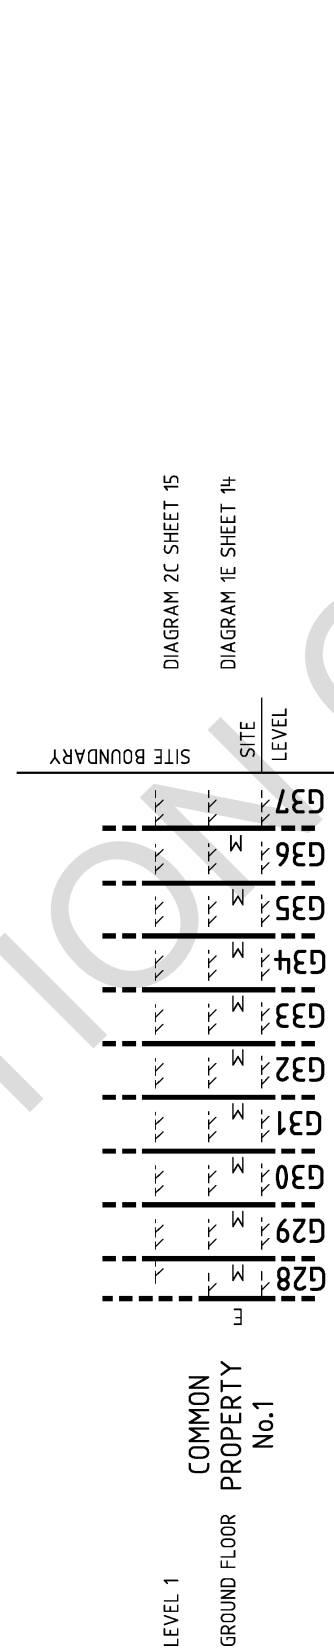 DIAGRAM 2C SHEET 15
DIAGRAM 1E SHEET 14
SITE BOUNDARY
SITE
LEVEL
G37
M
G36
M
G35
M
G34
M
G33
M
G32
M
G31
M
G30
M
G29
M
G28
E
COMMON
PROPERTY
No.1
LEVEL 1
GROUND FLOOR